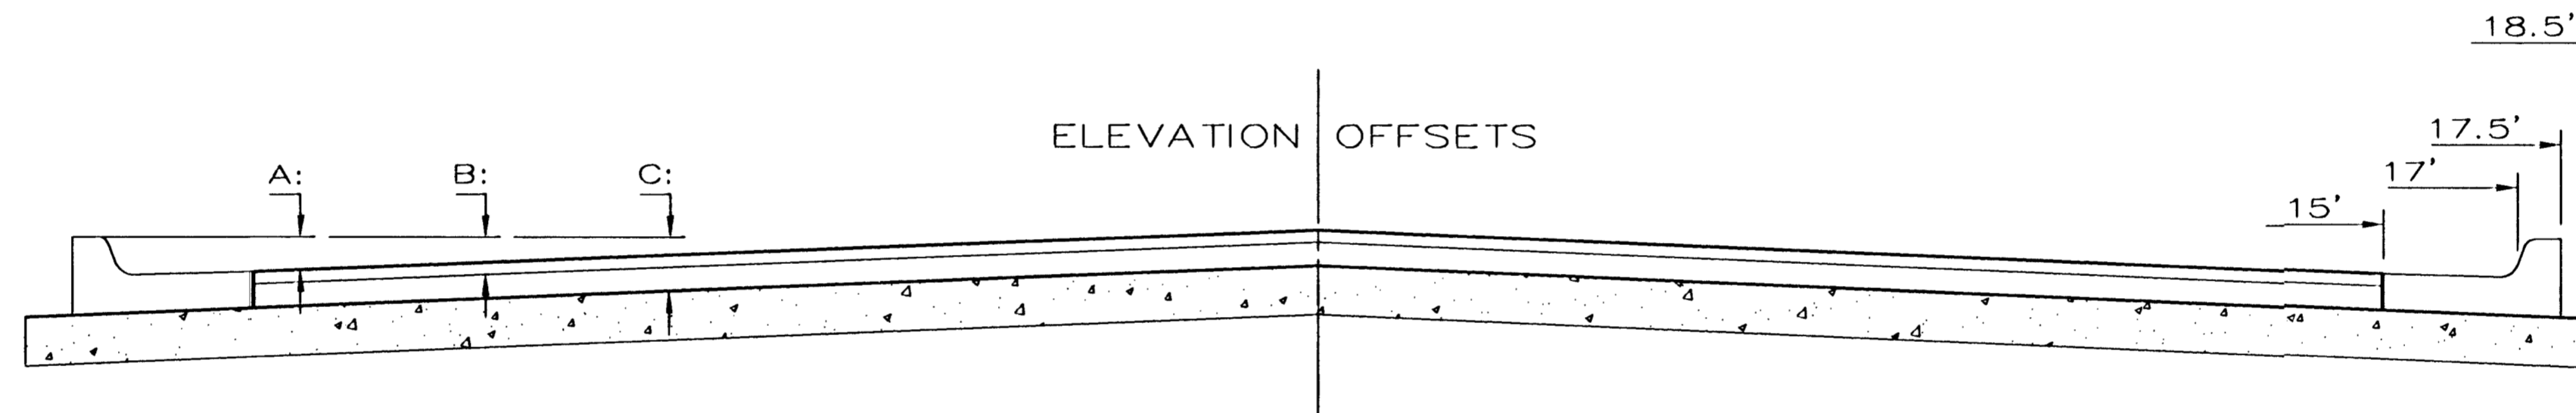 18.5'
ELEVATION OFFSETS
17.5'
A: B: C:
17'
15'